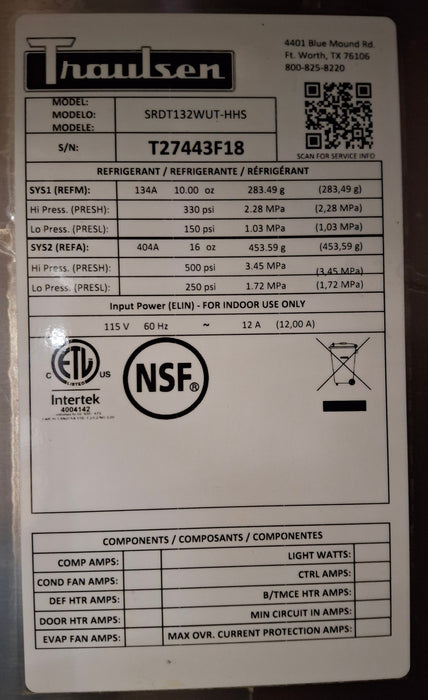 Traulsen
4401 Blue Mound Rd.
Ft. Worth, TX 76106
800-825-8220
SCAN FOR SERVICE INFO
MODEL:
MODELO: SRDT132WUT-HHS
MODELE:
S/N: T27443F18
REFRIGERANT / REFRIGERANTE / RÉFRIGÉRANT
SYS1 (REFM): 134A 10.00 oz 283.49 g (283,49 g)
Hi Press. (PRESH): 330 psi 2.28 MPa (2,28 MPa)
Lo Press. (PRESL): 150 psi 1.03 MPa (1,03 MPa)
SYS2 (REFA): 404A 16 oz 453.59 g (453,59 g)
Hi Press. (PRESH): 500 psi 3.45 MPa (3,45 MPa)
Lo Press. (PRESL): 250 psi 1.72 MPa (1,72 MPa)
Input Power (ELIN) - FOR INDOOR USE ONLY
115 V 60 Hz ~ 12 A (12,00 A)
ETL
LISTED
C US
Intertek
4004142
NSF®
COMPONENTS / COMPOSANTS / COMPONENTES
COMP AMPS: LIGHT WATTS:
COND FAN AMPS: CTRL AMPS:
DEF HTR AMPS: B/TMCE HTR AMPS:
DOOR HTR AMPS: MIN CIRCUIT IN AMPS:
EVAP FAN AMPS: MAX OVR. CURRENT PROTECTION AMPS: